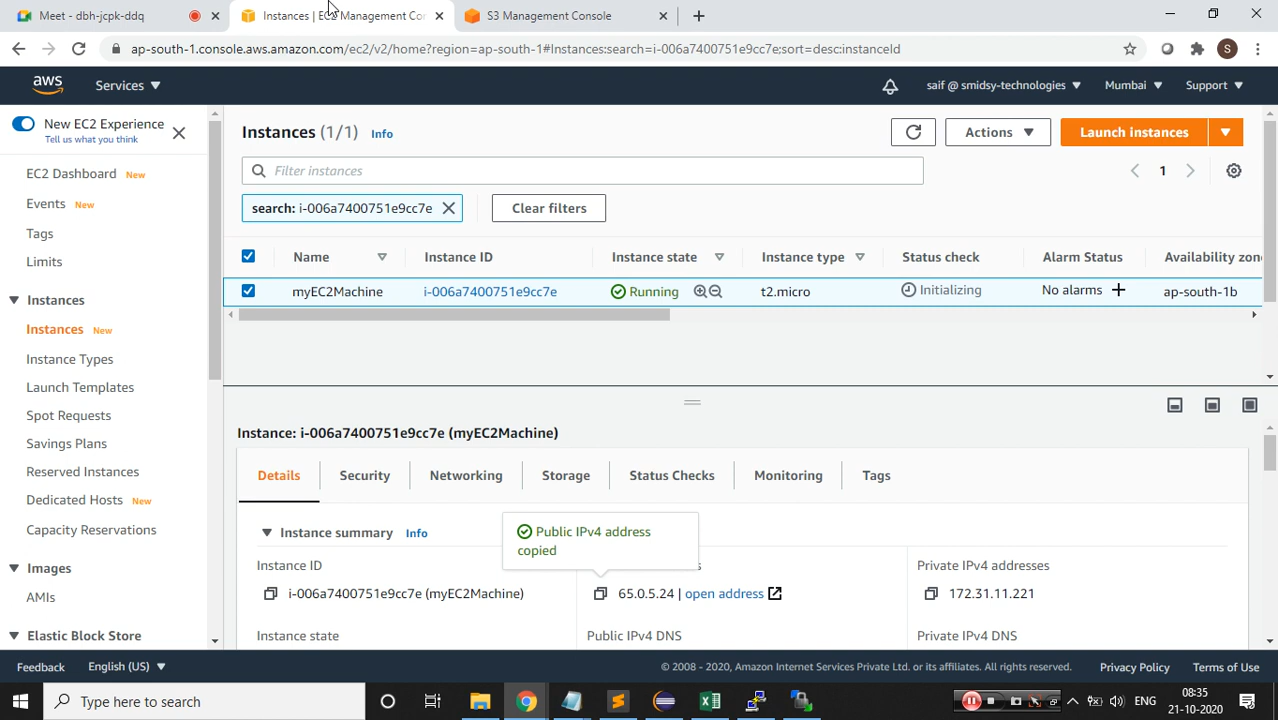 Meet - dbh-jcpk-ddq
Instances | EC2 Management Con
S3 Management Console
ap-south-1.console.aws.amazon.com/ec2/v2/home?region=ap-south-1#Instances:search=i-006a7400751e9cc7e;sort=desc:instanceId
S
aws
Services
saif @ smidsy-technologies
Mumbai
Support
New EC2 Experience
Tell us what you think
EC2 Dashboard New
Events New
Tags
Limits
Instances
Instances New
Instance Types
Launch Templates
Spot Requests
Savings Plans
Reserved Instances
Dedicated Hosts New
Capacity Reservations
Images
AMIs
Elastic Block Store
Instances (1/1) Info
Actions
Launch instances
Filter instances
1
search: i-006a7400751e9cc7e
Clear filters
Name
Instance ID
Instance state
Instance type
Status check
Alarm Status
Availability zon
myEC2Machine
i-006a7400751e9cc7e
Running
t2.micro
Initializing
No alarms
ap-south-1b
Instance: i-006a7400751e9cc7e (myEC2Machine)
Details
Security
Networking
Storage
Status Checks
Monitoring
Tags
Instance summary Info
Public IPv4 address
copied
Instance ID
Private IPv4 addresses
i-006a7400751e9cc7e (myEC2Machine)
65.0.5.24 | open address
172.31.11.221
Instance state
Public IPv4 DNS
Private IPv4 DNS
Feedback
English (US)
© 2008 - 2020, Amazon Internet Services Private Ltd. or its affiliates. All rights reserved.
Privacy Policy
Terms of Use
Type here to search
ENG
08:35
21-10-2020